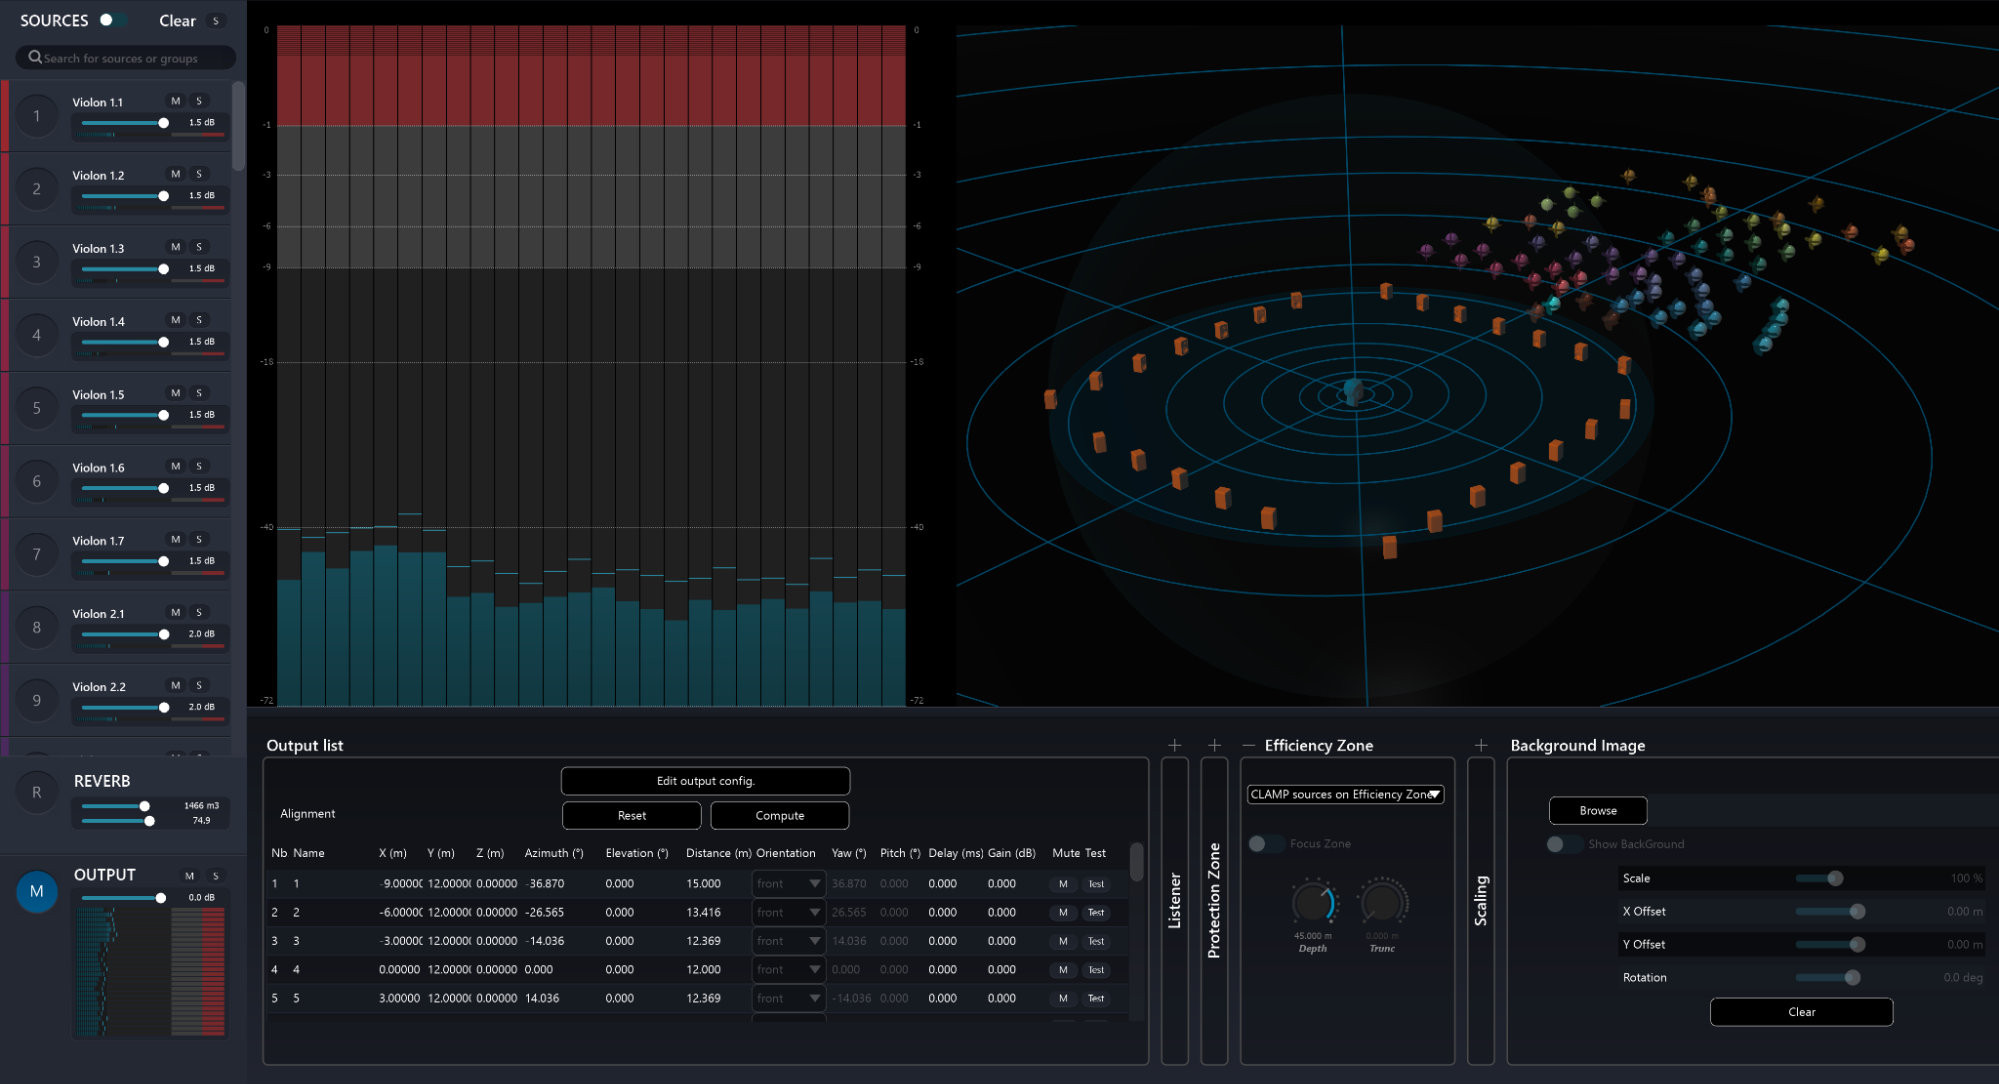 SOURCES Clear S
Search for sources or groups
1 Violon 1.1 M S
1.5 dB
2 Violon 1.2 M S
1.5 dB
3 Violon 1.3 M S
1.5 dB
4 Violon 1.4 M S
1.5 dB
5 Violon 1.5 M S
1.5 dB
6 Violon 1.6 M S
1.5 dB
7 Violon 1.7 M S
1.5 dB
8 Violon 2.1 M S
2.0 dB
9 Violon 2.2 M S
2.0 dB
R REVERB
1466 m3
74.9
M OUTPUT M S
0.0 dB
0 0
-1 -1
-3 -3
-6 -6
-9 -9
-18 -18
-40 -40
-72 -72
Output list
Edit output config.
Alignment
Reset Compute
Nb Name X (m) Y (m) Z (m) Azimuth (°) Elevation (°) Distance (m) Orientation Yaw (°) Pitch (°) Delay (ms) Gain (dB) Mute Test
1 1 -9.00000 12.00000 0.00000 -36.870 0.000 15.000 front 36.870 0.000 0.000 0.000 M Test
2 2 -6.00000 12.00000 0.00000 -26.565 0.000 13.416 front 26.565 0.000 0.000 0.000 M Test
3 3 -3.00000 12.00000 0.00000 -14.036 0.000 12.369 front 14.036 0.000 0.000 0.000 M Test
4 4 0.00000 12.00000 0.00000 0.000 0.000 12.000 front 0.000 0.000 0.000 0.000 M Test
5 5 3.00000 12.00000 0.00000 14.036 0.000 12.369 front -14.036 0.000 0.000 0.000 M Test
Listener
Protection Zone
Efficiency Zone
CLAMP sources on Efficiency Zone
Focus Zone
45.000 m 0.000 m
Depth Trunc
Scaling
Background Image
Browse
Show BackGround
Scale 100 %
X Offset 0.00 m
Y Offset 0.00 m
Rotation 0.0 deg
Clear